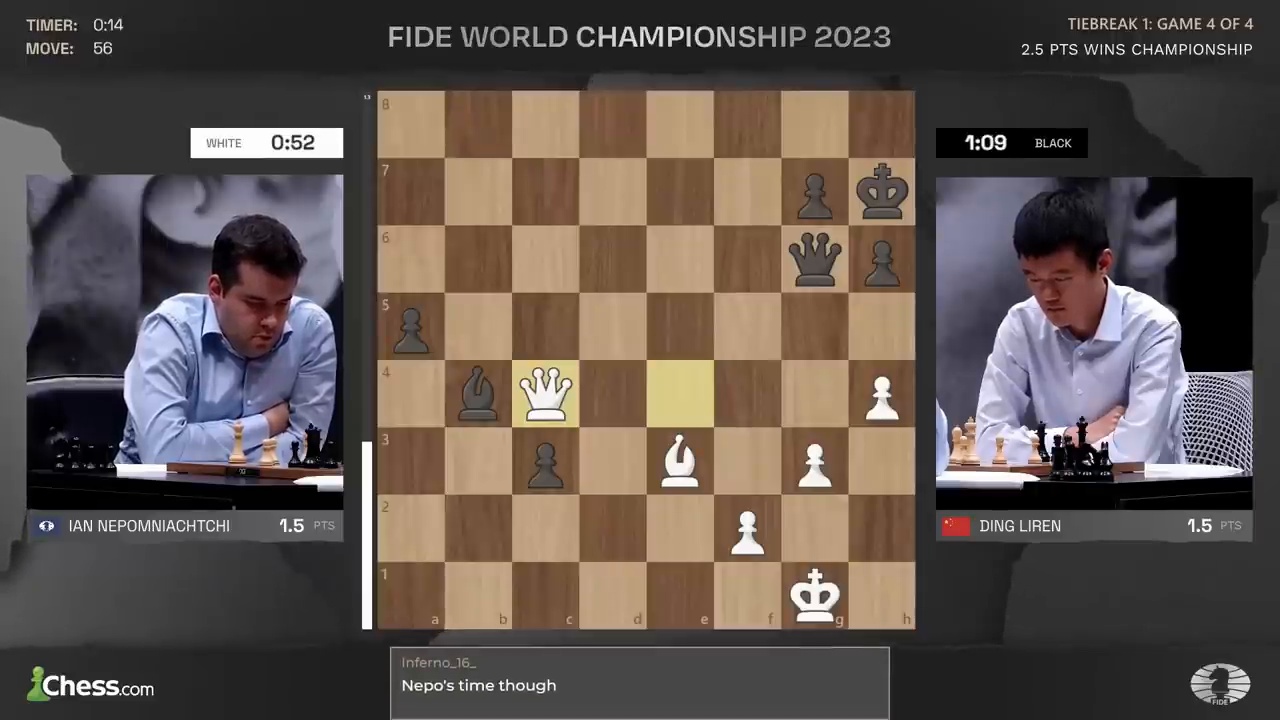 TIMER: 0:14
MOVE: 56
FIDE WORLD CHAMPIONSHIP 2023
TIEBREAK 1: GAME 4 OF 4
2.5 PTS WINS CHAMPIONSHIP
WHITE 0:52
1:09 BLACK
1.3
8
7
6
5
4
3
2
1
a b c d e f g h
IAN NEPOMNIACHTCHI 1.5 PTS
DING LIREN 1.5 PTS
Inferno_16_
Nepo's time though
Chess.com
FIDE